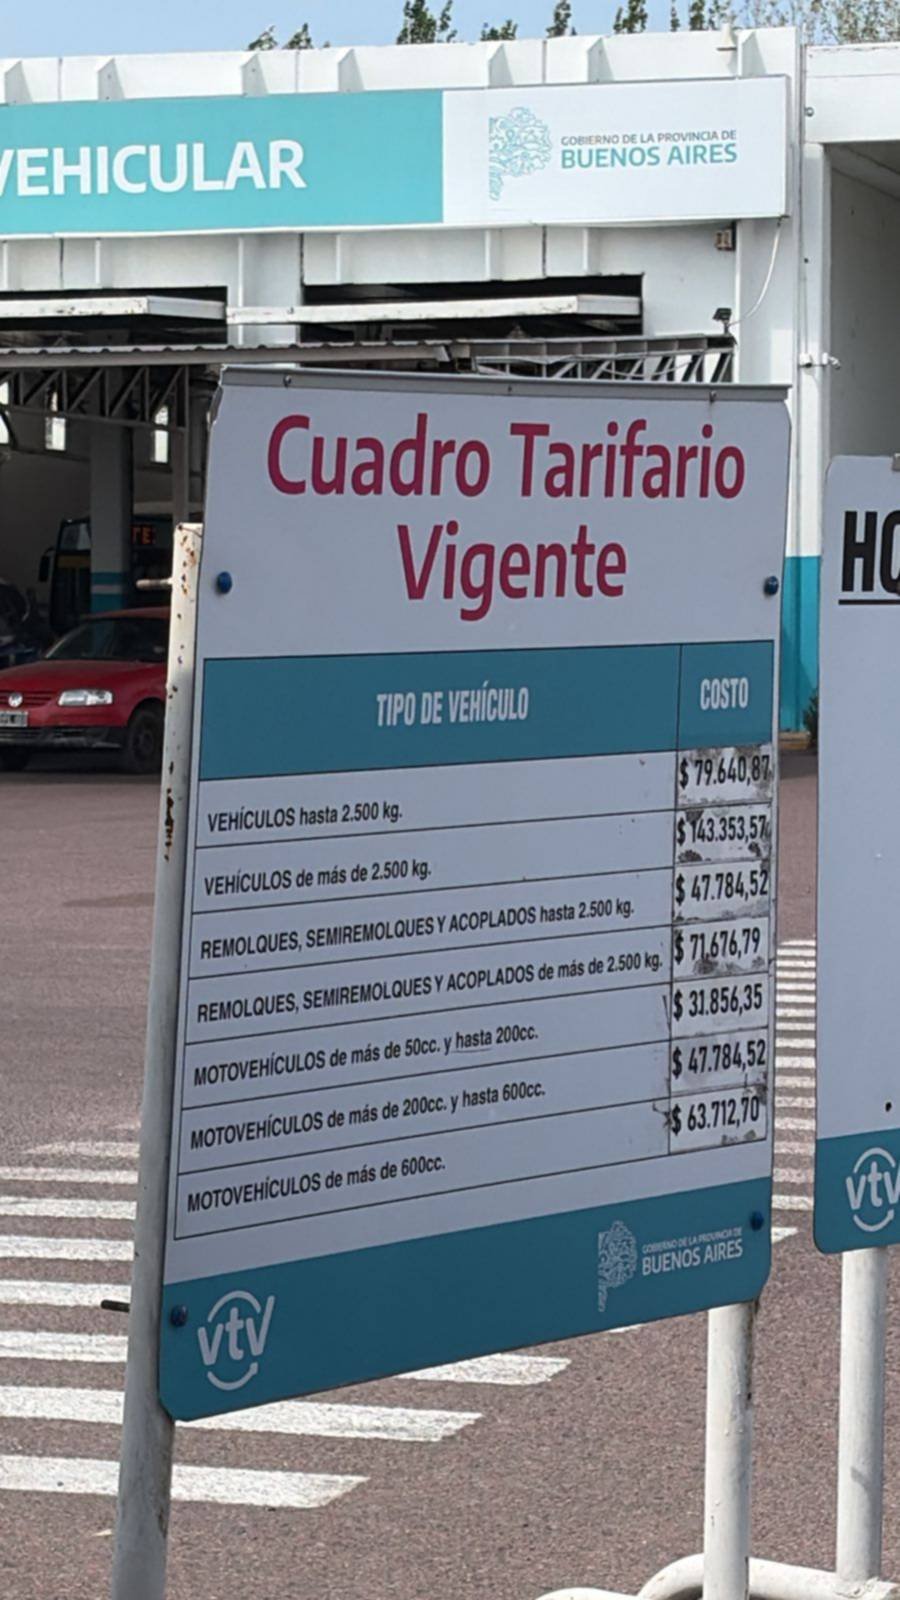 VEHICULAR
GOBIERNO DE LA PROVINCIA DE
BUENOS AIRES
Cuadro Tarifario
Vigente
TIPO DE VEHÍCULO COSTO
VEHÍCULOS hasta 2.500 kg. $ 79.640,87
VEHÍCULOS de más de 2.500 kg. $ 143.353,57
REMOLQUES, SEMIREMOLQUES Y ACOPLADOS hasta 2.500 kg. $ 47.784,52
REMOLQUES, SEMIREMOLQUES Y ACOPLADOS de más de 2.500 kg. $ 71.676,79
MOTOVEHÍCULOS de más de 50cc. y hasta 200cc. $ 31.856,35
MOTOVEHÍCULOS de más de 200cc. y hasta 600cc. $ 47.784,52
MOTOVEHÍCULOS de más de 600cc. $ 63.712,70
vtv
GOBIERNO DE LA PROVINCIA DE
BUENOS AIRES
HO
vtv